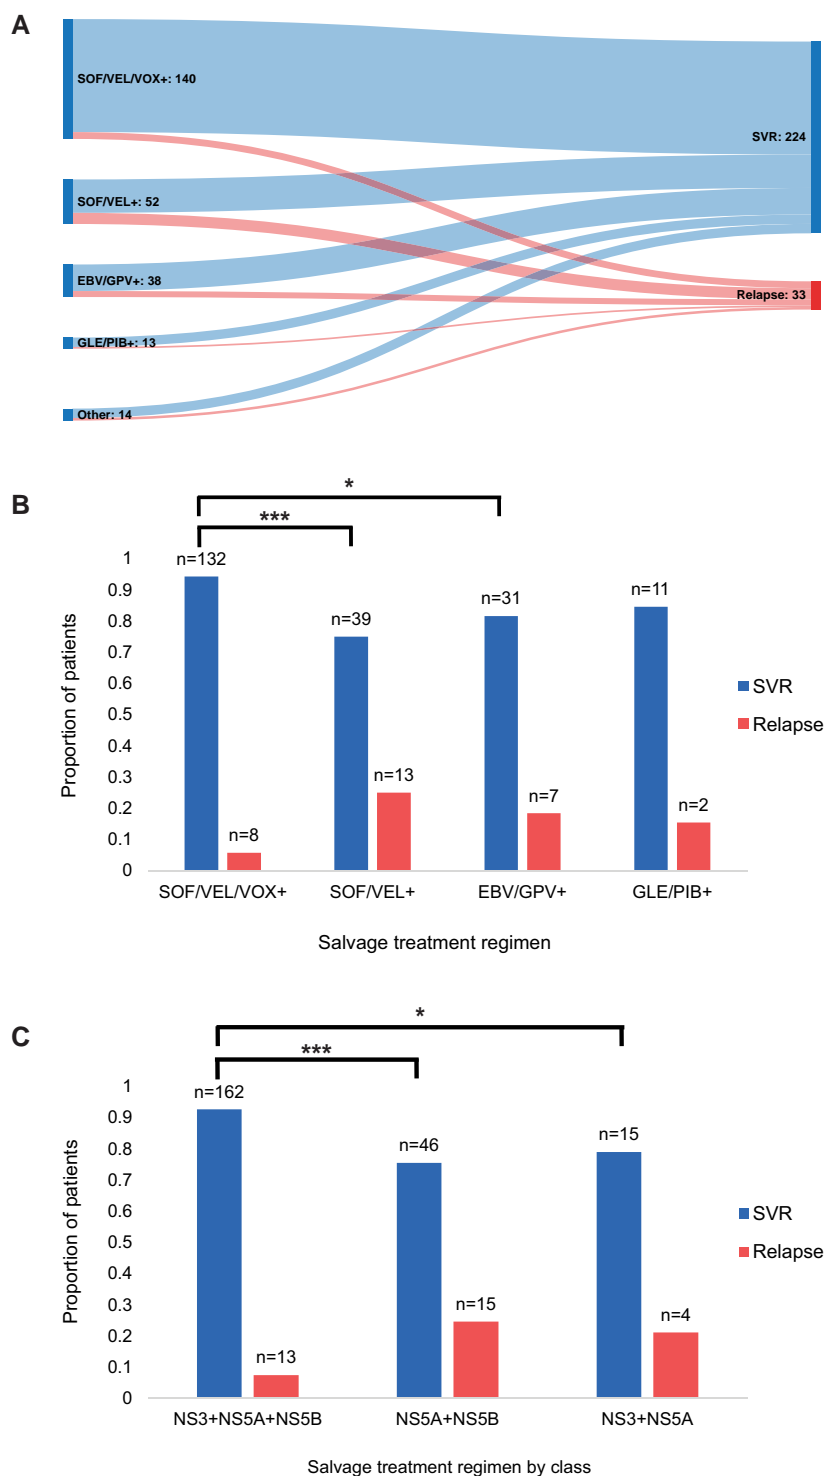 A
SOF/VEL/VOX+: 140
SVR: 224
SOF/VEL+: 52
EBV/GPV+: 38
Relapse: 33
GLE/PIB+: 13
Other: 14
B
*
***
n=132
n=39
n=31
n=11
n=8
n=13
n=7
n=2
1
0.9
0.8
0.7
0.6
0.5
0.4
0.3
0.2
0.1
0
Proportion of patients
SVR
Relapse
SOF/VEL/VOX+ SOF/VEL+ EBV/GPV+ GLE/PIB+
Salvage treatment regimen
C
*
***
n=162
n=46
n=15
n=13
n=15
n=4
1
0.9
0.8
0.7
0.6
0.5
0.4
0.3
0.2
0.1
0
Proportion of patients
SVR
Relapse
NS3+NS5A+NS5B NS5A+NS5B NS3+NS5A
Salvage treatment regimen by class